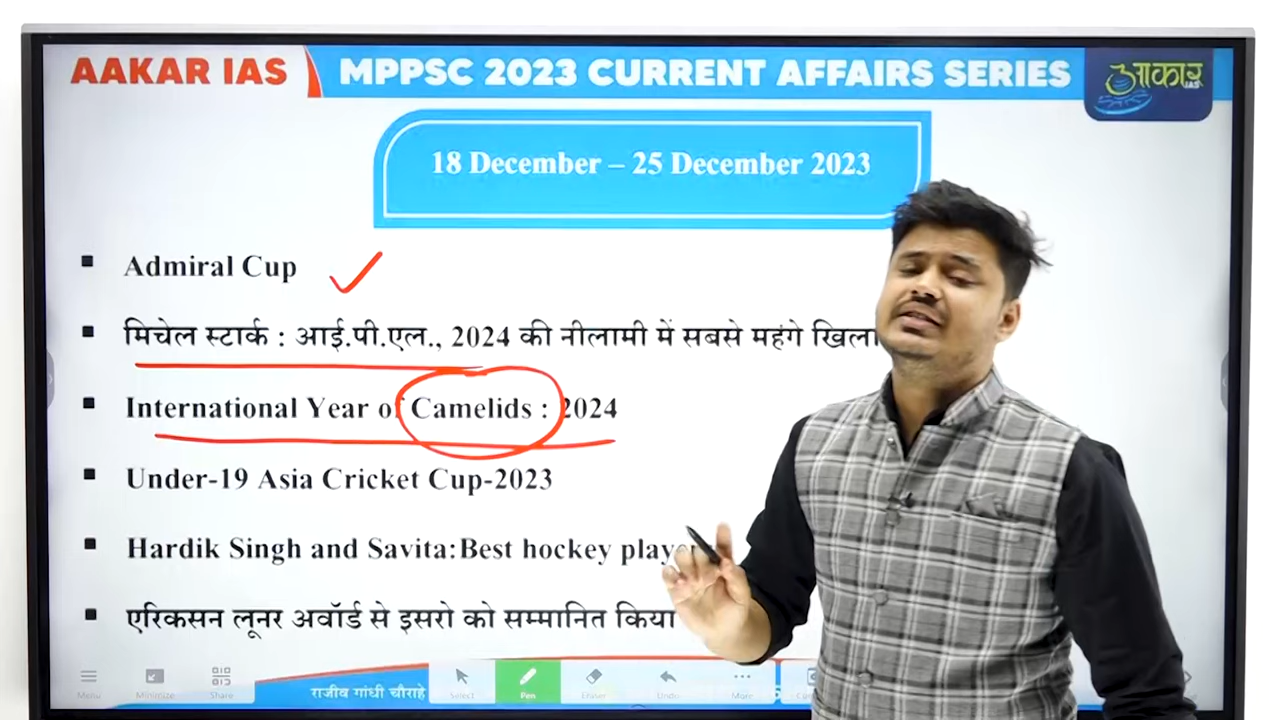 AAKAR IAS
MPPSC 2023 CURRENT AFFAIRS SERIES
आकार
IAS
18 December – 25 December 2023
Admiral Cup
मिचेल स्टार्क : आई.पी.एल., 2024 की नीलामी में सबसे महंगे खिला
International Year of Camelids : 2024
Under-19 Asia Cricket Cup-2023
Hardik Singh and Savita:Best hockey playe
एरिकसन लूनर अवॉर्ड से इसरो को सम्मानित किया
Menu Minimize Share राजीव गांधी चौराहे Select Pen Eraser Undo More